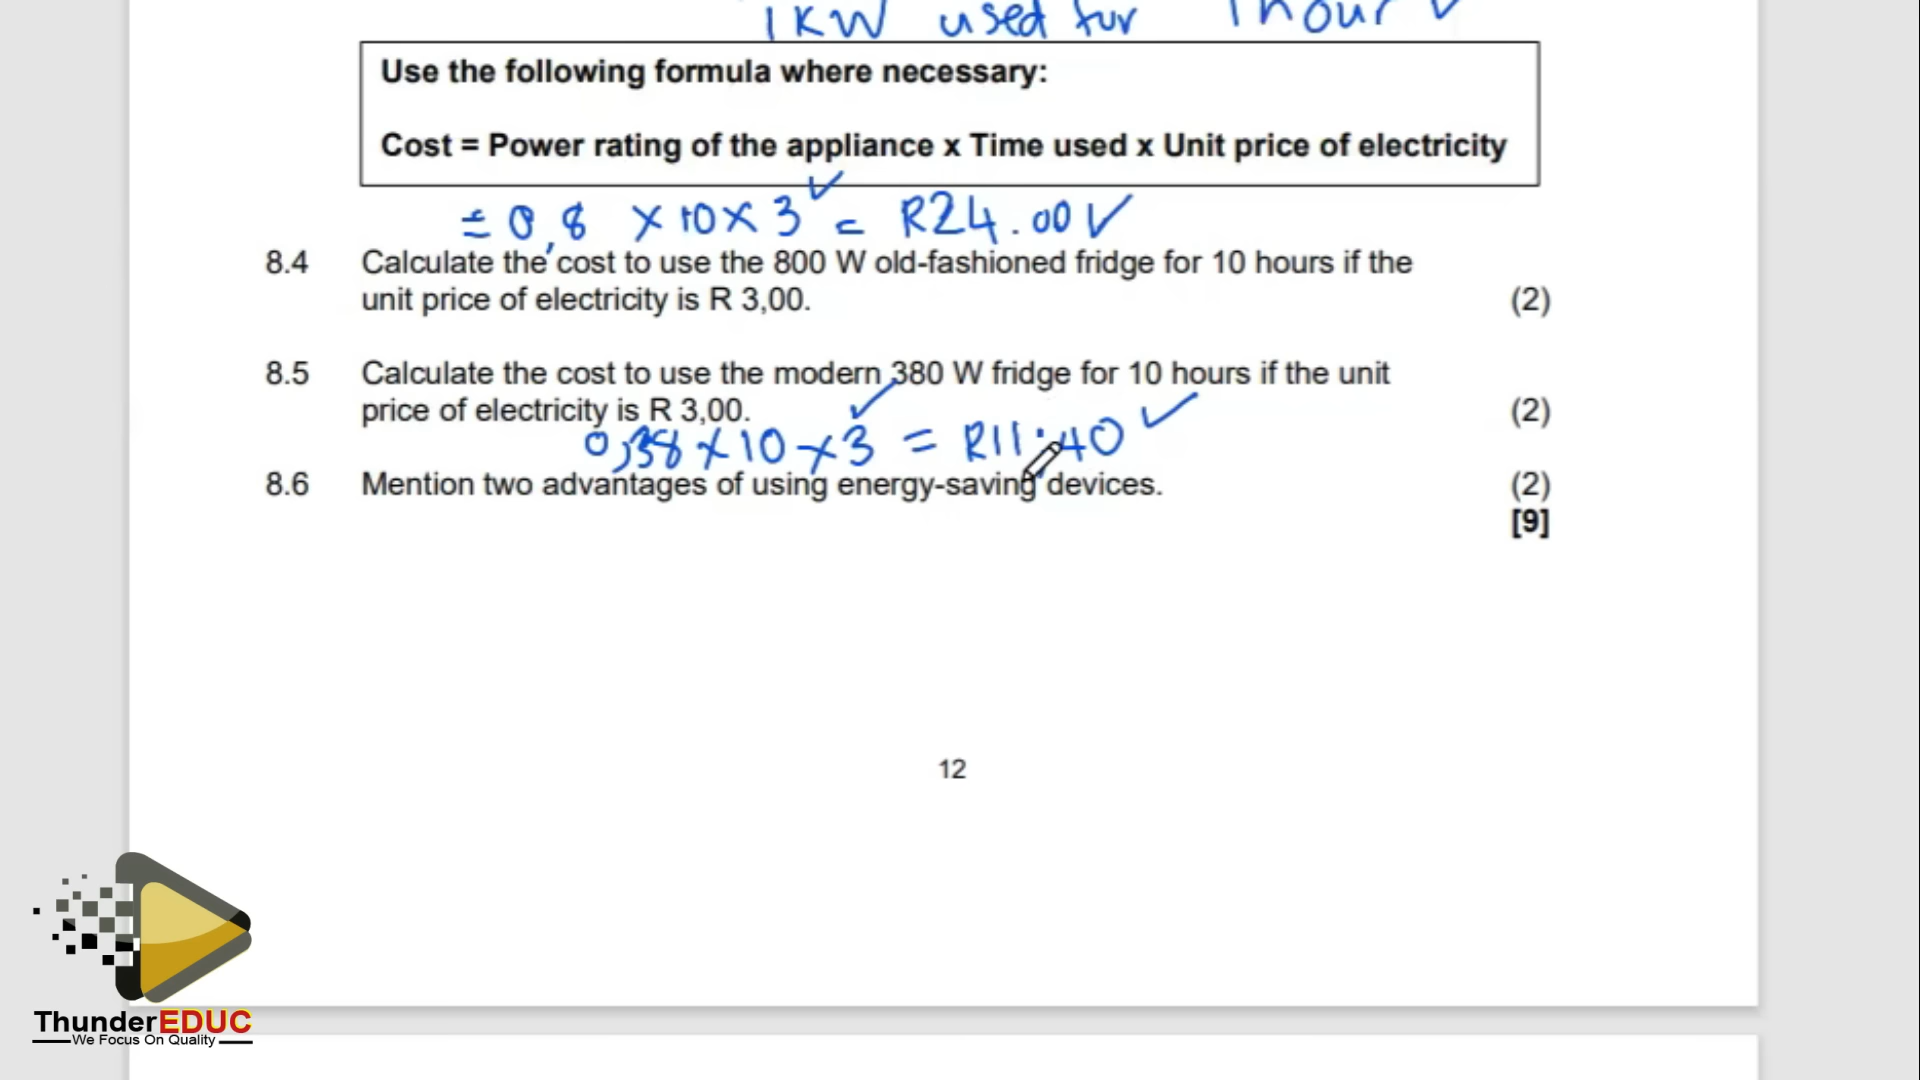 1KW used for 1hour ✓
Use the following formula where necessary:
Cost = Power rating of the appliance x Time used x Unit price of electricity
= 0,8 × 10 × 3 ✓ = R24.00 ✓
8.4 Calculate the cost to use the 800 W old-fashioned fridge for 10 hours if the
unit price of electricity is R 3,00. (2)
8.5 Calculate the cost to use the modern 380 W fridge for 10 hours if the unit
price of electricity is R 3,00. (2)
0,38 × 10 × 3 ✓ = R11.40 ✓
8.6 Mention two advantages of using energy-saving devices. (2)
[9]
12
ThunderEDUC
We Focus On Quality